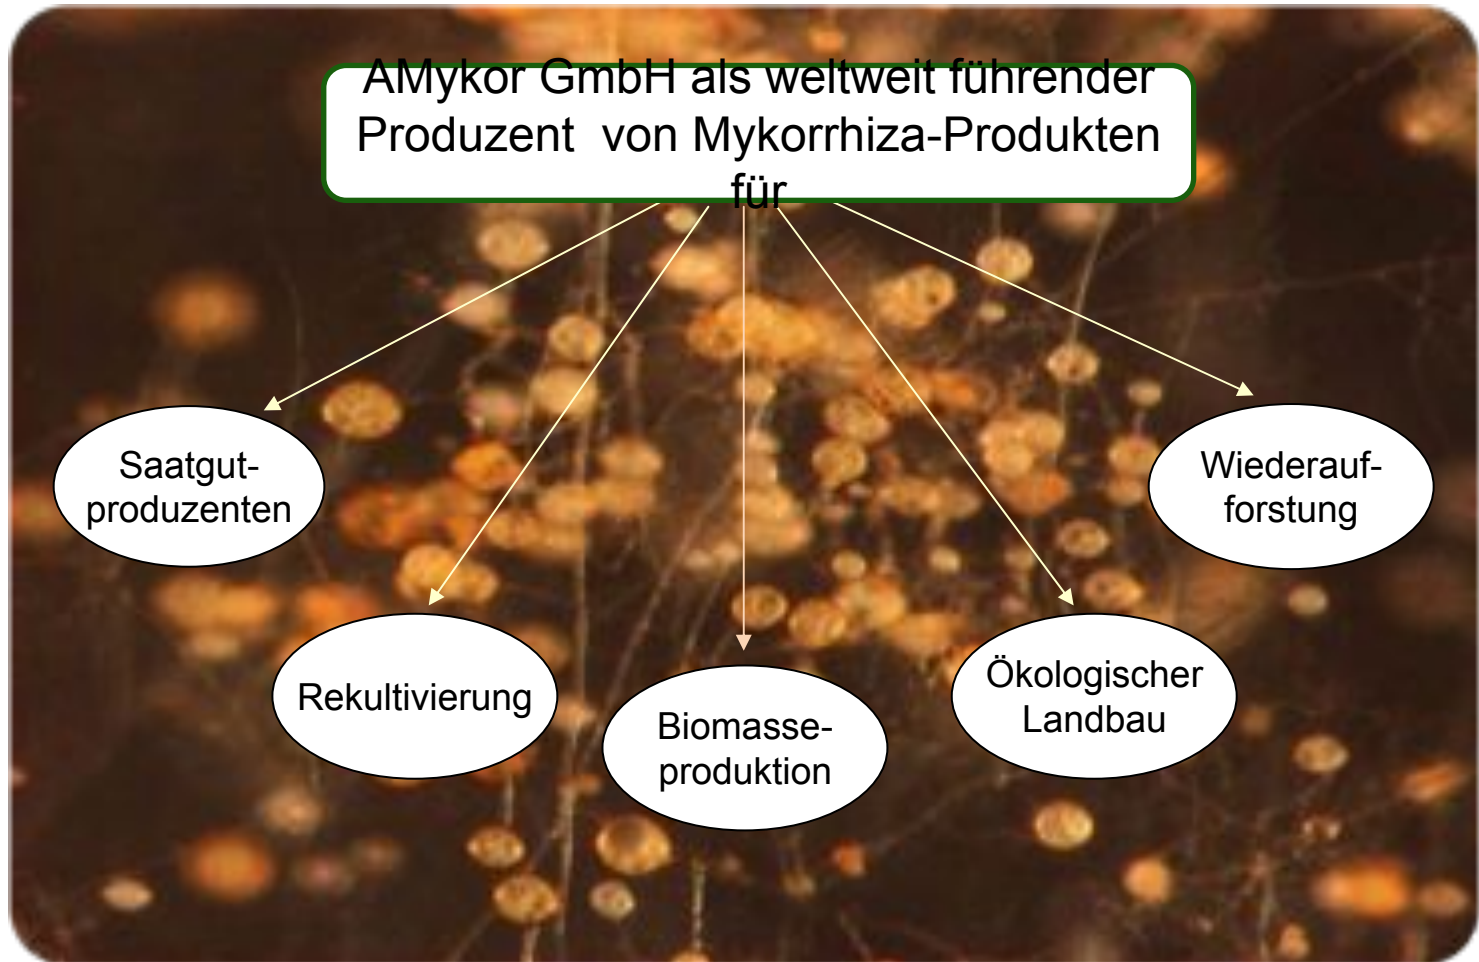 AMykor GmbH als weltweit führender
Produzent  von Mykorrhiza-Produkten
für
Saatgut-
produzenten
Wiederauf-
forstung
Rekultivierung
Biomasse-
produktion
Ökologischer
Landbau